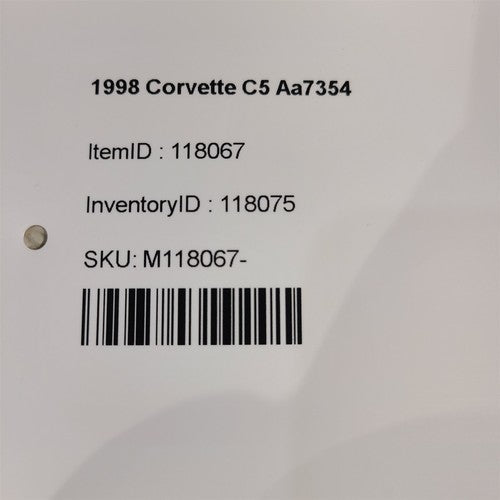 1998 Corvette C5 Aa7354
ItemID : 118067
InventoryID : 118075
SKU: M118067-